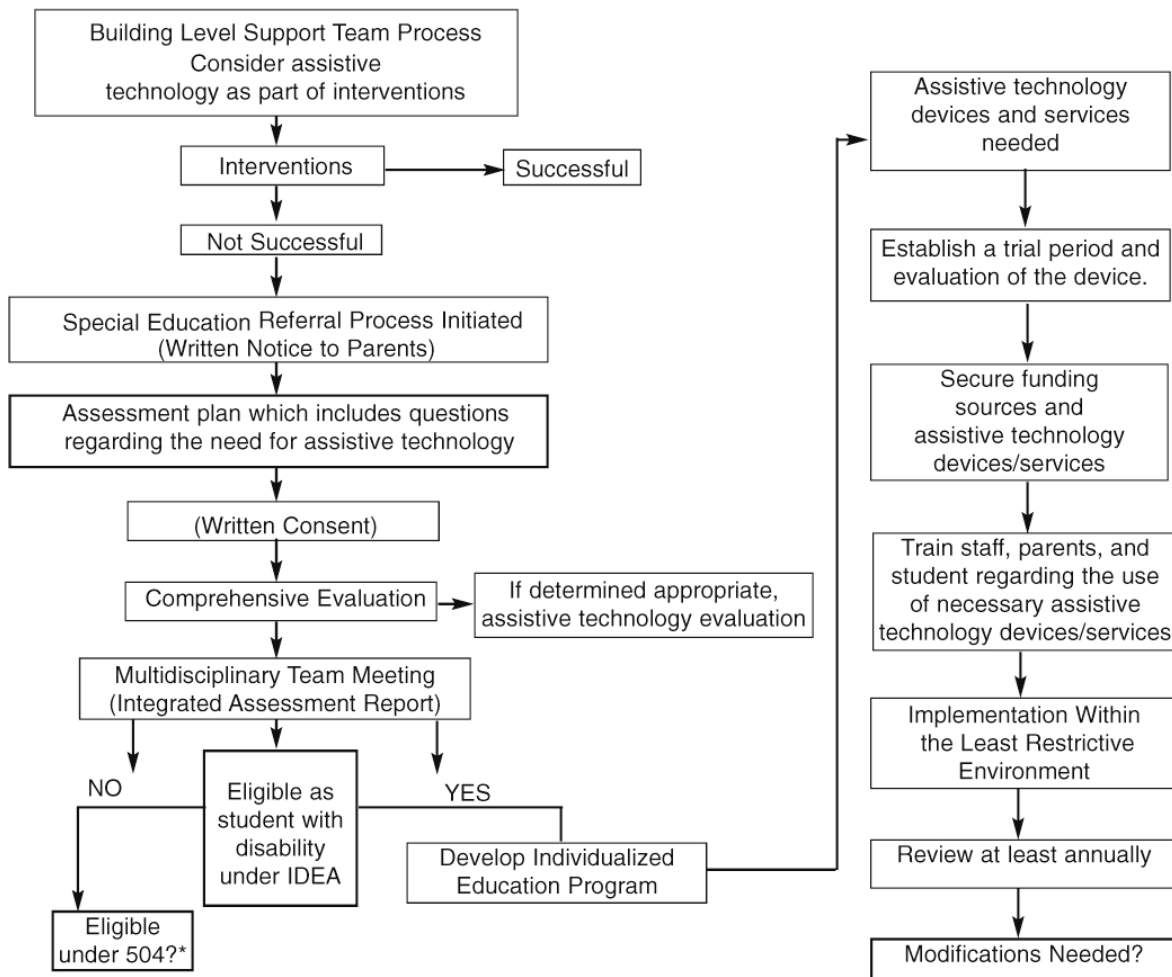 Building Level Support Team Process
Consider assistive
technology as part of interventions
Interventions
Successful
Not Successful
Special Education Referral Process Initiated
(Written Notice to Parents)
Assessment plan which includes questions
regarding the need for assistive technology
(Written Consent)
Comprehensive Evaluation
If determined appropriate,
assistive technology evaluation
Multidisciplinary Team Meeting
(Integrated Assessment Report)
NO
Eligible as
student with
disability
under IDEA
YES
Eligible
under 504?*
Develop Individualized
Education Program
Assistive technology
devices and services
needed
Establish a trial period and
evaluation of the device.
Secure funding
sources and
assistive technology
devices/services
Train staff, parents, and
student regarding the use
of necessary assistive
technology devices/services
Implementation Within
the Least Restrictive
Environment
Review at least annually
Modifications Needed?